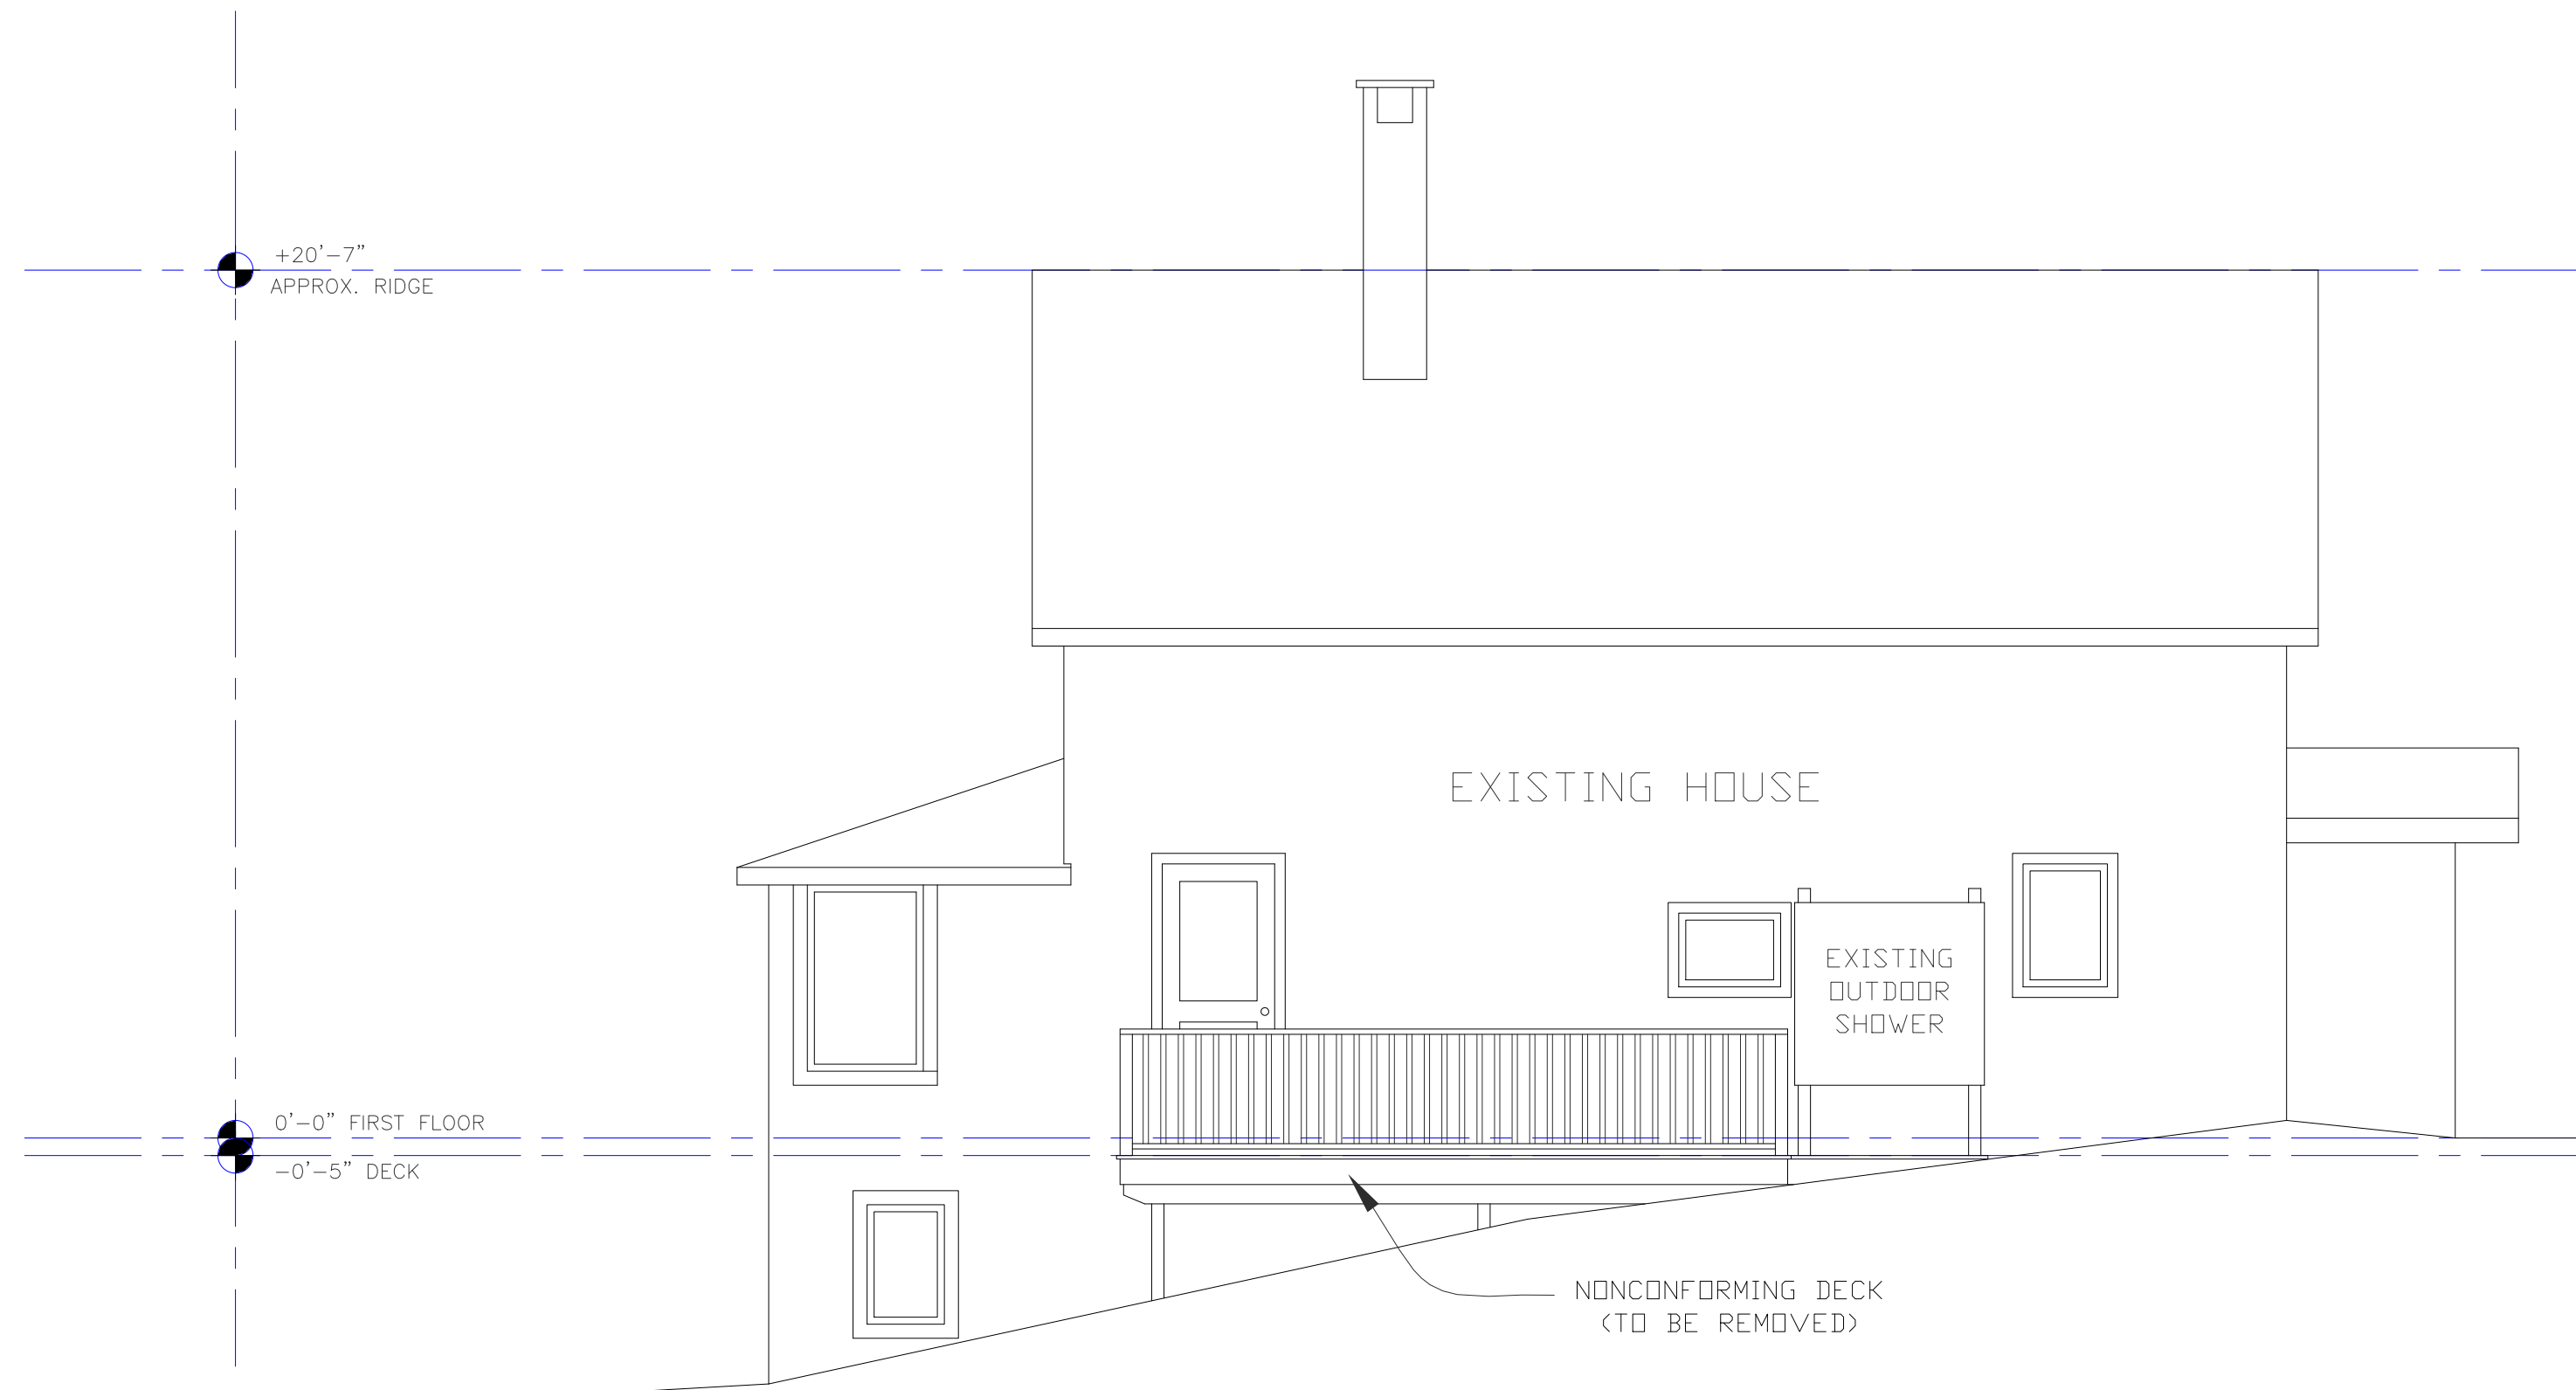 +20'-7"
APPROX. RIDGE
EXISTING HOUSE
EXISTING
OUTDOOR
SHOWER
0'-0" FIRST FLOOR
-0'-5" DECK
NONCONFORMING DECK
(TO BE REMOVED)